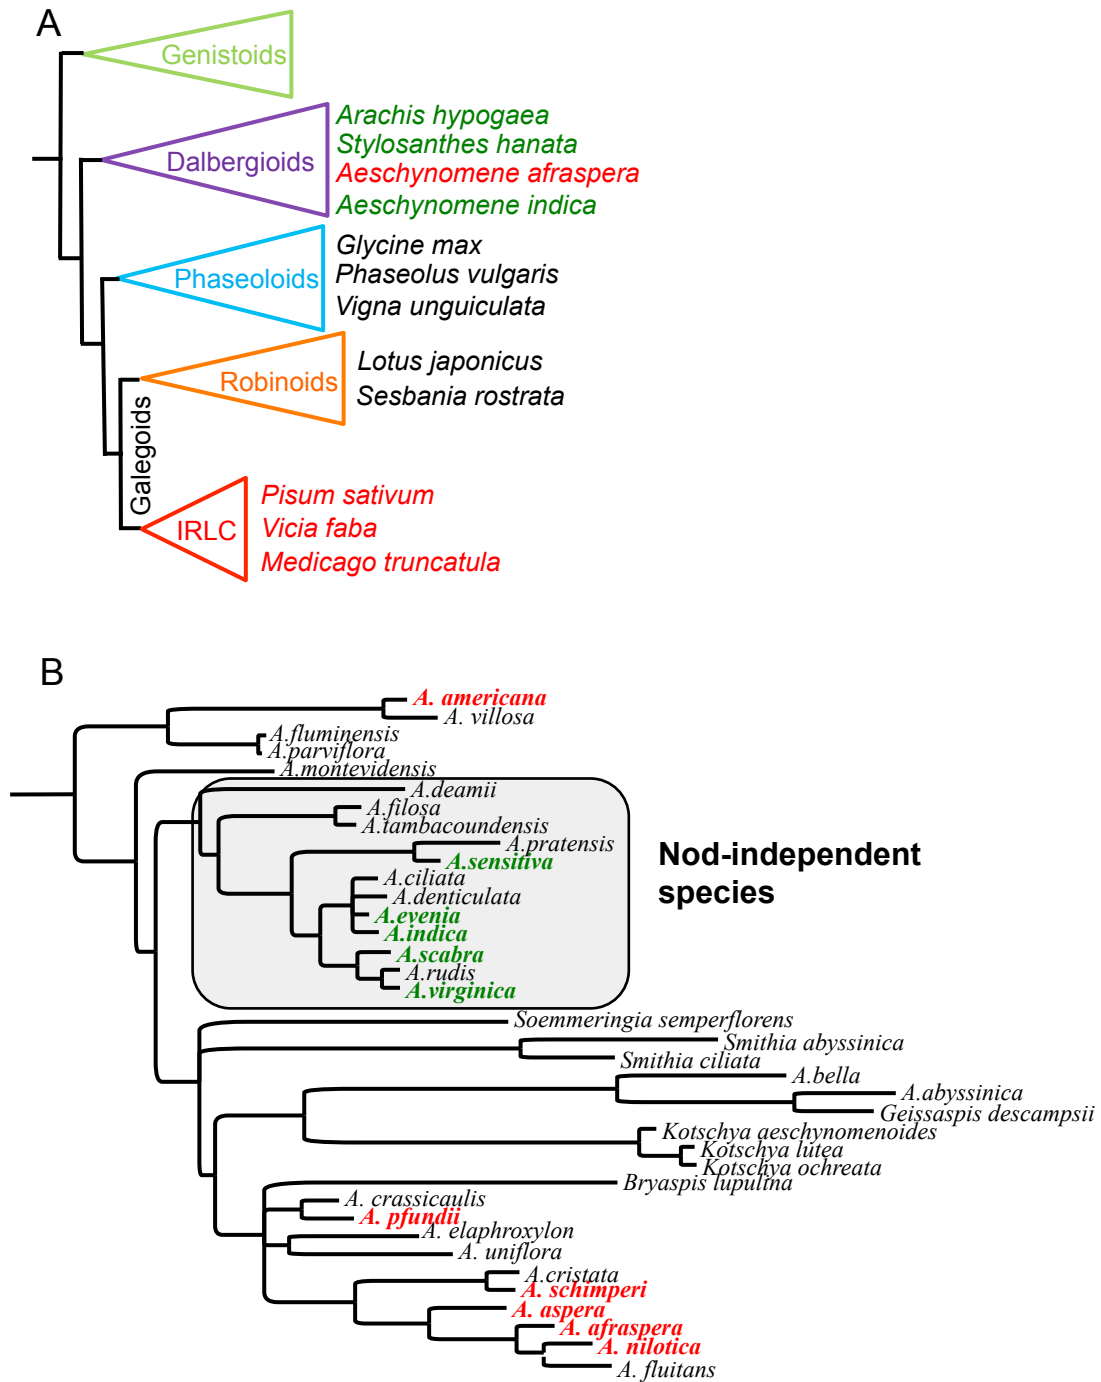 A
Genistoids
Arachis hypogaea
Stylosanthes hanata
Dalbergioids
Aeschynomene afraspera
Aeschynomene indica
Glycine max
Phaseoloids
Phaseolus vulgaris
Vigna unguiculata
Lotus japonicus
Robinoids
Sesbania rostrata
Galegoids
Pisum sativum
IRLC
Vicia faba
Medicago truncatula
B
A. americana
A. villosa
A.fluminensis
A.parviflora
A.montevidensis
A.deamii
A.filosa
A.tambacoundensis
A.pratensis
A.sensitiva
Nod-independent
species
A.ciliata
A.denticulata
A.evenia
A.indica
A.scabra
A.rudis
A.virginica
Soemmeringia semperflorens
Smithia abyssinica
Smithia ciliata
A.bella
A.abyssinica
Geissaspis descampsii
Kotschya aeschynomenoides
Kotschya lutea
Kotschya ochreata
Bryaspis lupulina
A. crassicaulis
A. pfundii
A. elaphroxylon
A. uniflora
A.cristata
A. schimperi
A. aspera
A. afraspera
A. nilotica
A. fluitans